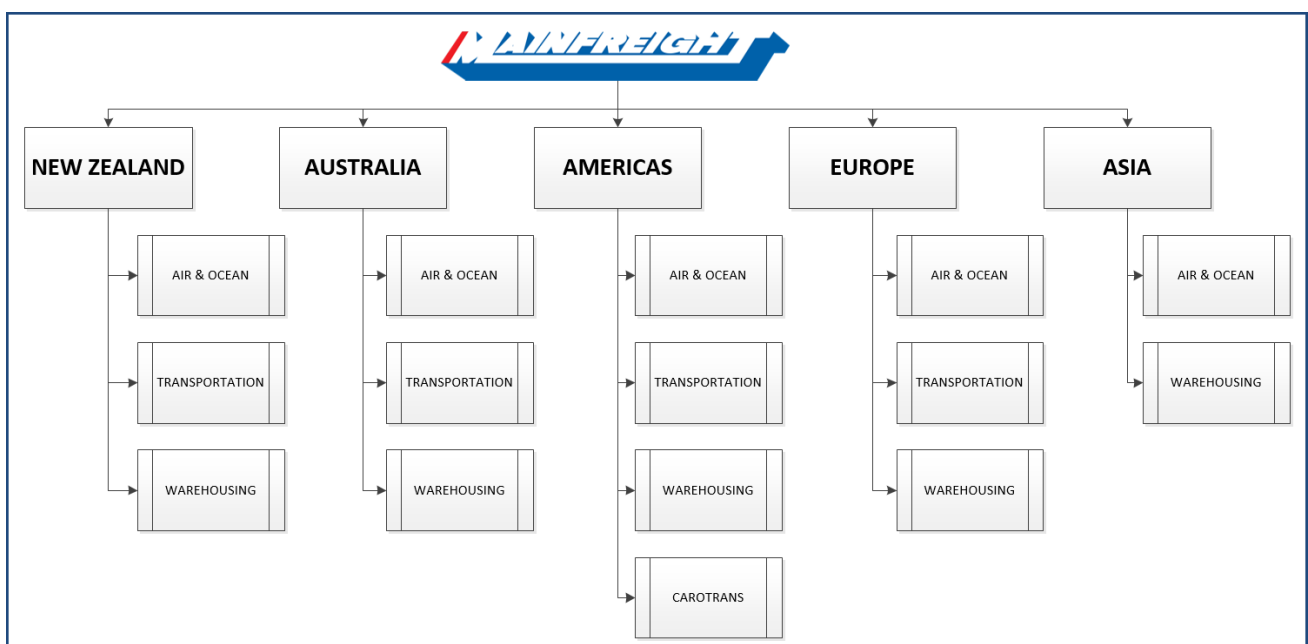 MAINFREIGHT
NEW ZEALAND
AUSTRALIA
AMERICAS
EUROPE
ASIA
AIR & OCEAN
AIR & OCEAN
AIR & OCEAN
AIR & OCEAN
AIR & OCEAN
TRANSPORTATION
TRANSPORTATION
TRANSPORTATION
TRANSPORTATION
WAREHOUSING
WAREHOUSING
WAREHOUSING
WAREHOUSING
WAREHOUSING
CAROTRANS